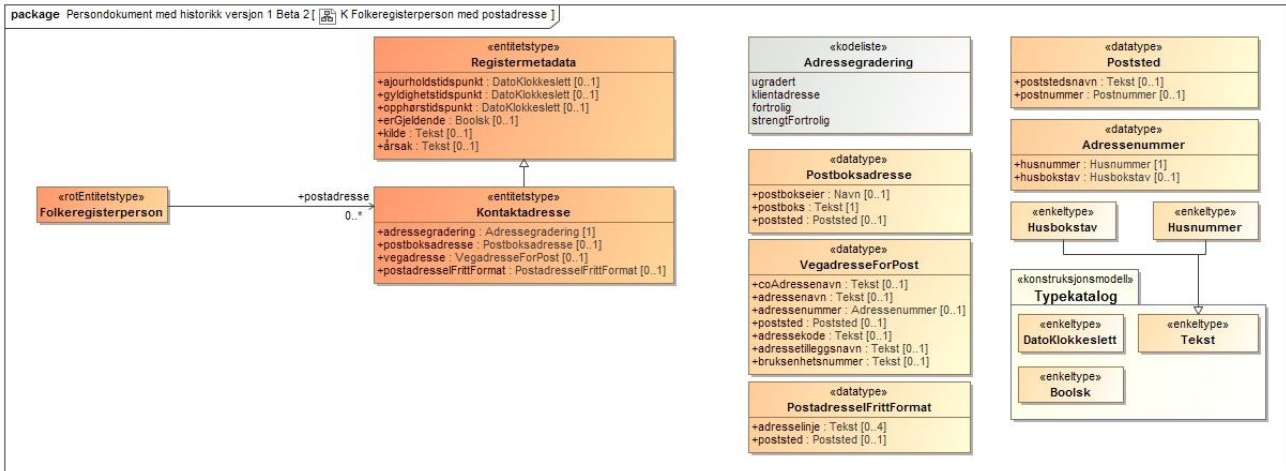 package Persondokument med historikk versjon 1 Beta 2 [ K Folkeregisterperson med postadresse ]
«entitetstype»
Registermetadata
+ajourholdstidspunkt : DatoKlokkeslett [0..1]
+gyldighetstidspunkt : DatoKlokkeslett [0..1]
+opphørstidspunkt : DatoKlokkeslett [0..1]
+erGjeldende : Boolsk [0..1]
+kilde : Tekst [0..1]
+årsak : Tekst [0..1]
«rotEntitetstype»
Folkeregisterperson
+postadresse
0..*
«entitetstype»
Kontaktadresse
+adressegradering : Adressegradering [1]
+postboksadresse : Postboksadresse [0..1]
+vegadresse : VegadresseForPost [0..1]
+postadresseIFrittFormat : PostadresseIFrittFormat [0..1]
«kodeliste»
Adressegradering
ugradert
klientadresse
fortrolig
strengtFortrolig
«datatype»
Postboksadresse
+postbokseier : Navn [0..1]
+postboks : Tekst [1]
+poststed : Poststed [0..1]
«datatype»
VegadresseForPost
+coAdressenavn : Tekst [0..1]
+adressenavn : Tekst [0..1]
+adressenummer : Adressenummer [0..1]
+poststed : Poststed [0..1]
+adressekode : Tekst [0..1]
+adressetilleggsnavn : Tekst [0..1]
+bruksenhetsnummer : Tekst [0..1]
«datatype»
PostadresseIFrittFormat
+adresselinje : Tekst [0..4]
+poststed : Poststed [0..1]
«datatype»
Poststed
+poststedsnavn : Tekst [0..1]
+postnummer : Postnummer [0..1]
«datatype»
Adressenummer
+husnummer : Husnummer [1]
+husbokstav : Husbokstav [0..1]
«enkeltype»
Husbokstav
«enkeltype»
Husnummer
«konstruksjonsmodell»
Typekatalog
«enkeltype»
DatoKlokkeslett
«enkeltype»
Tekst
«enkeltype»
Boolsk